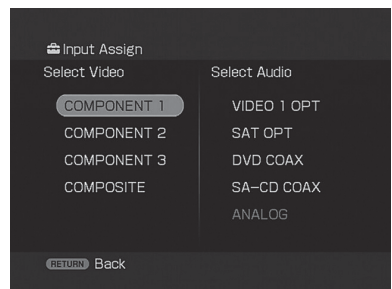 Input Assign
Select Video
COMPONENT 1
COMPONENT 2
COMPONENT 3
COMPOSITE
Select Audio
VIDEO 1 OPT
SAT OPT
DVD COAX
SA-CD COAX
ANALOG
RETURN Back